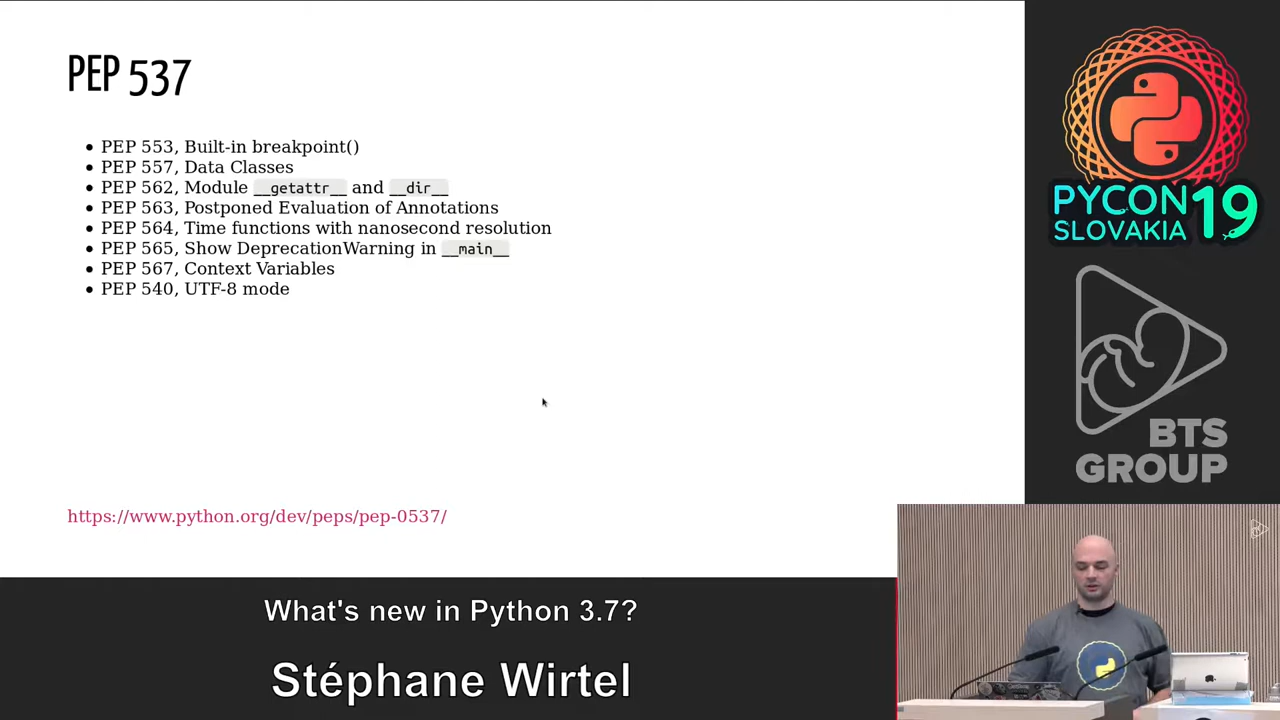 PEP 537
PEP 553, Built-in breakpoint()
PEP 557, Data Classes
PEP 562, Module __getattr__ and __dir__
PEP 563, Postponed Evaluation of Annotations
PEP 564, Time functions with nanosecond resolution
PEP 565, Show DeprecationWarning in __main__
PEP 567, Context Variables
PEP 540, UTF-8 mode
https://www.python.org/dev/peps/pep-0537/
PYCON
SLOVAKIA 19
BTS
GROUP
What's new in Python 3.7?
Stéphane Wirtel